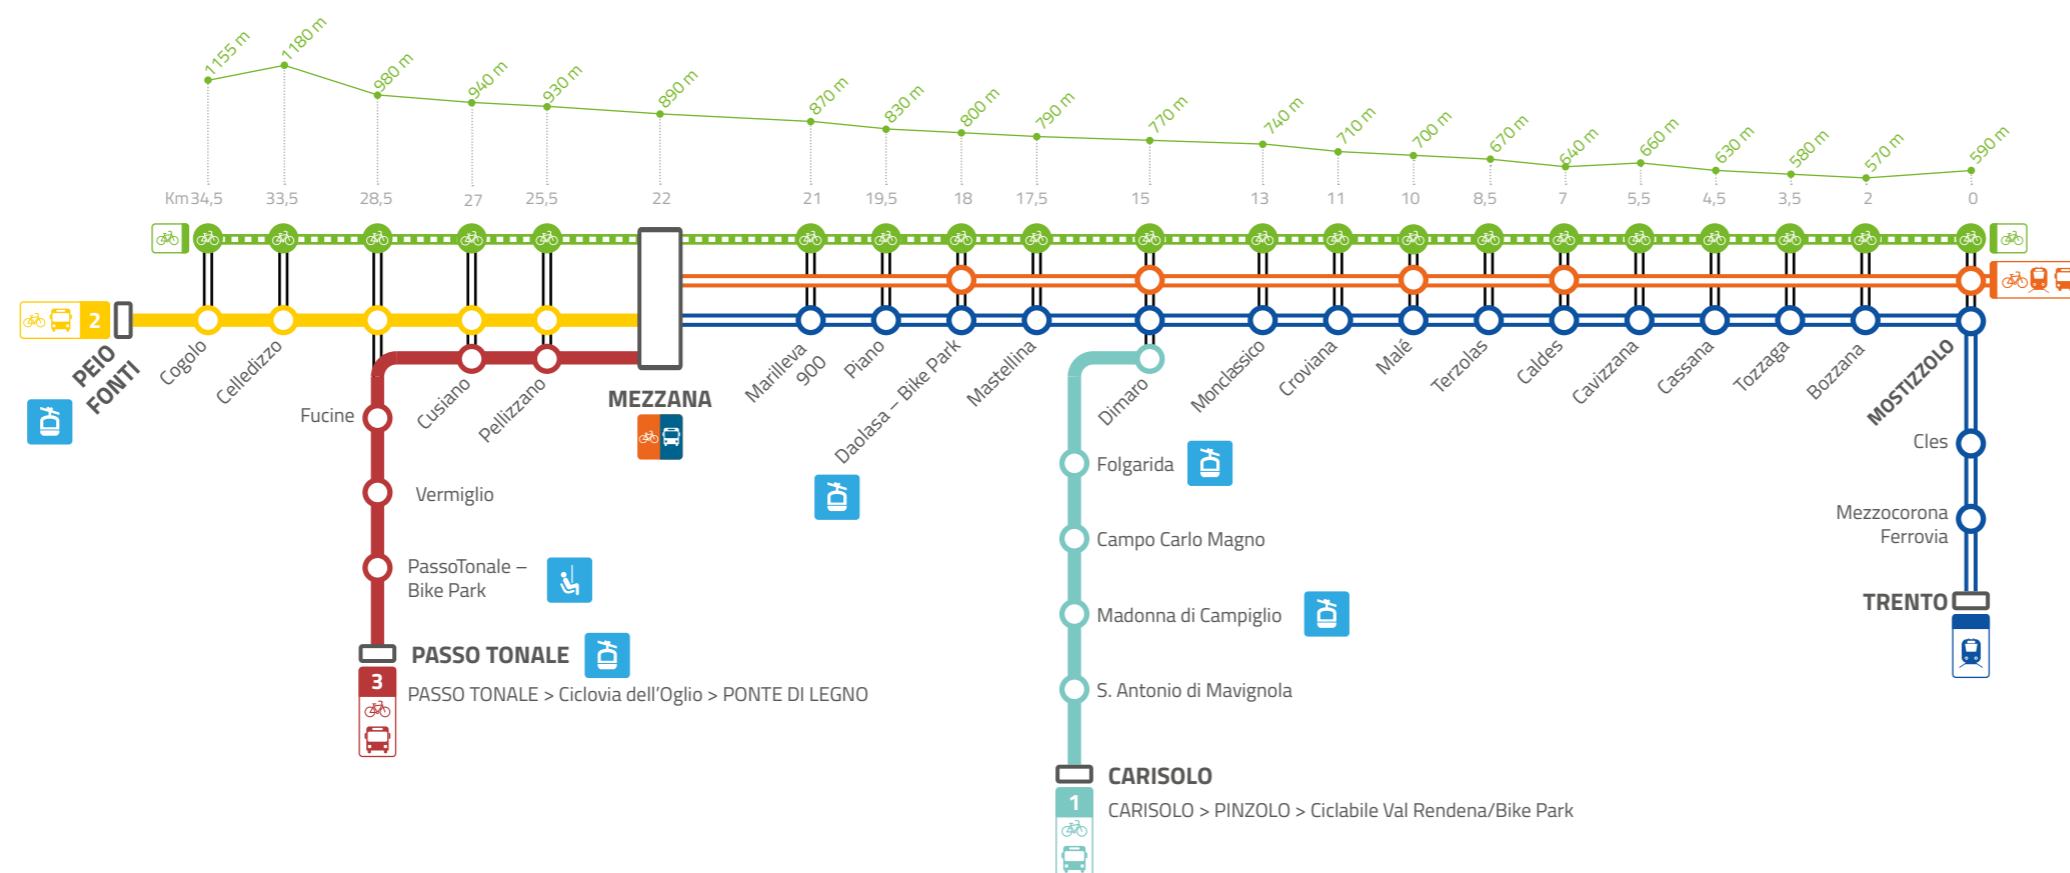 1155 m
1180 m
980 m
940 m
930 m
890 m
870 m
830 m
800 m
790 m
770 m
740 m
710 m
700 m
670 m
640 m
660 m
630 m
580 m
570 m
590 m
Km 34,5 33,5 28,5 27 25,5 22 21 19,5 18 17,5 15 13 11 10 8,5 7 5,5 4,5 3,5 2 0
2
PEIO
FONTI
Cogolo
Celledizzo
Fucine
Cusiano
Pellizzano
MEZZANA
Marilleva
900
Piano
Daolasa – Bike Park
Mastellina
Dimaro
Monclassico
Croviana
Malé
Terzolas
Caldes
Cavizzana
Cassana
Tozzaga
Bozzana
MOSTIZZOLO
Vermiglio
PassoTonale –
Bike Park
PASSO TONALE
3
PASSO TONALE > Ciclovia dell'Oglio > PONTE DI LEGNO
Folgarida
Campo Carlo Magno
Madonna di Campiglio
S. Antonio di Mavignola
CARISOLO
1
CARISOLO > PINZOLO > Ciclabile Val Rendena/Bike Park
Cles
Mezzocorona
Ferrovia
TRENTO